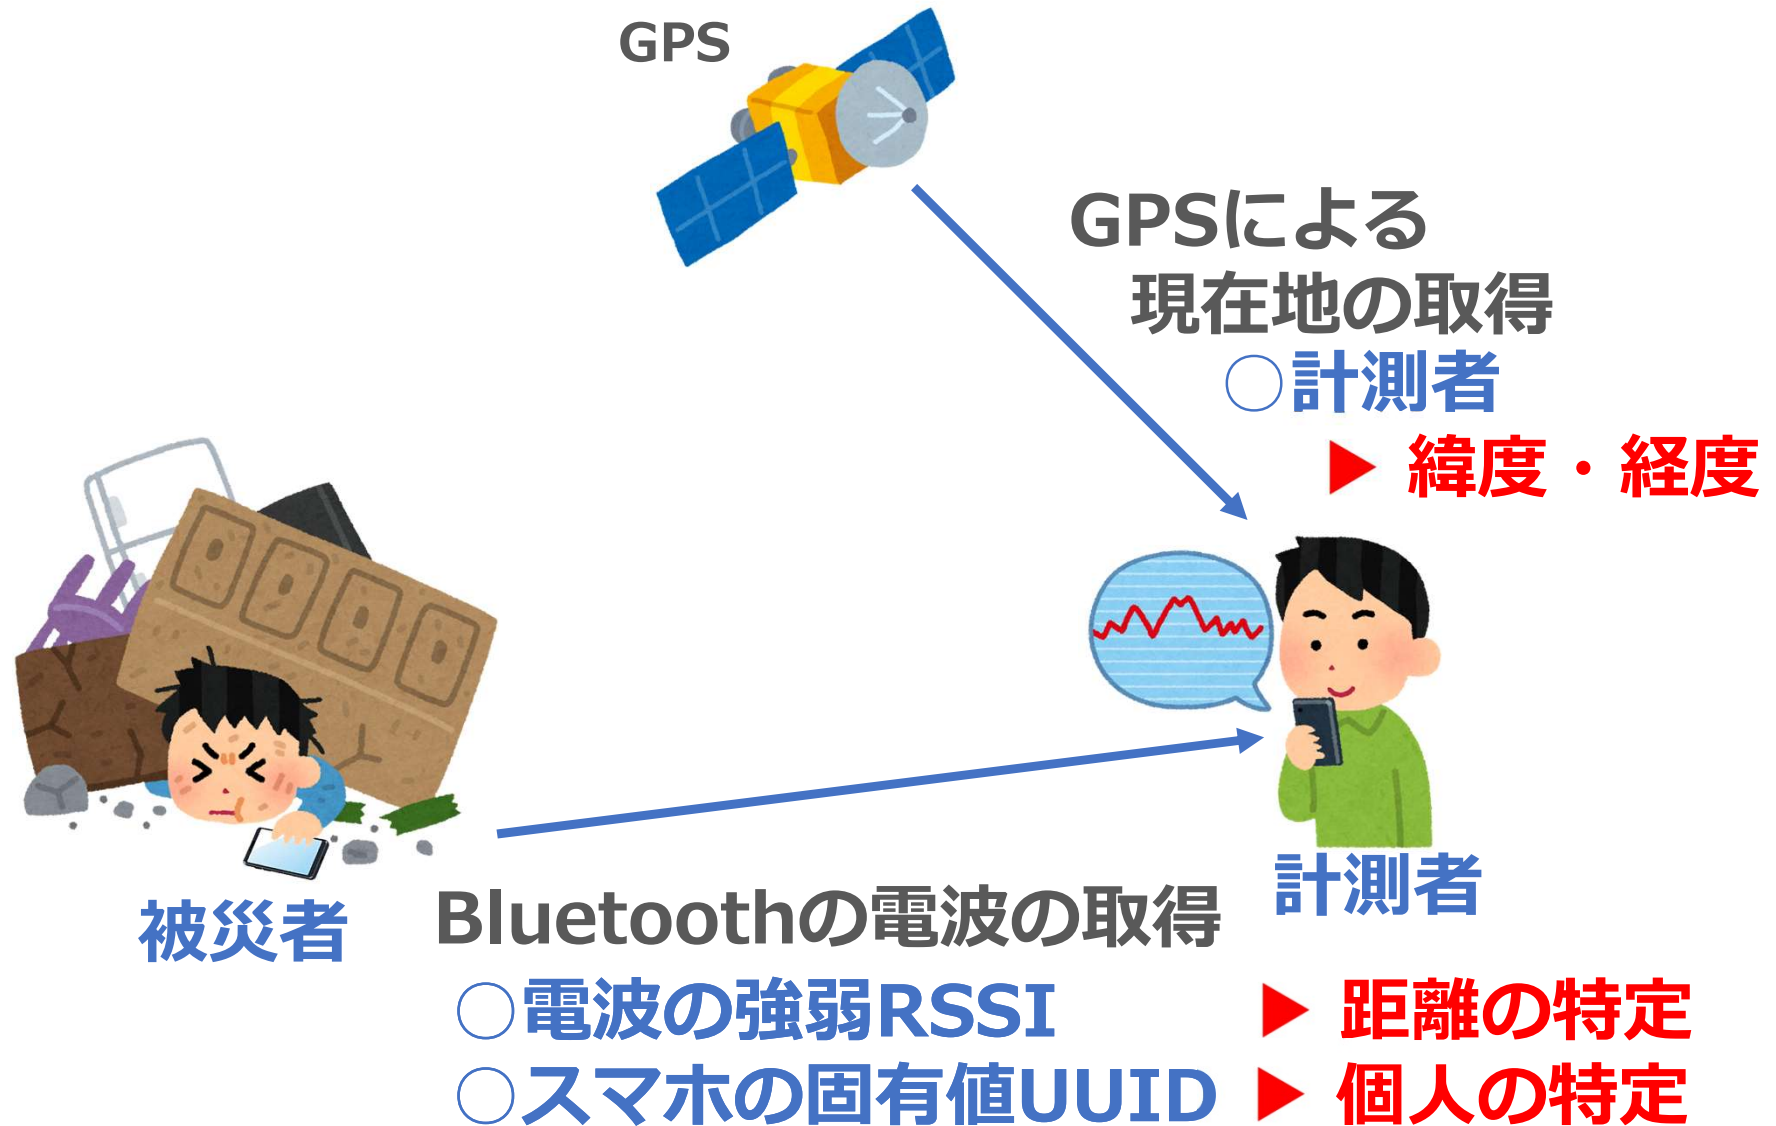 GPS
GPSによる
現在地の取得
○計測者
▶ 緯度・経度
計測者
被災者
Bluetoothの電波の取得
○電波の強弱RSSI ▶ 距離の特定
○スマホの固有値UUID ▶ 個人の特定